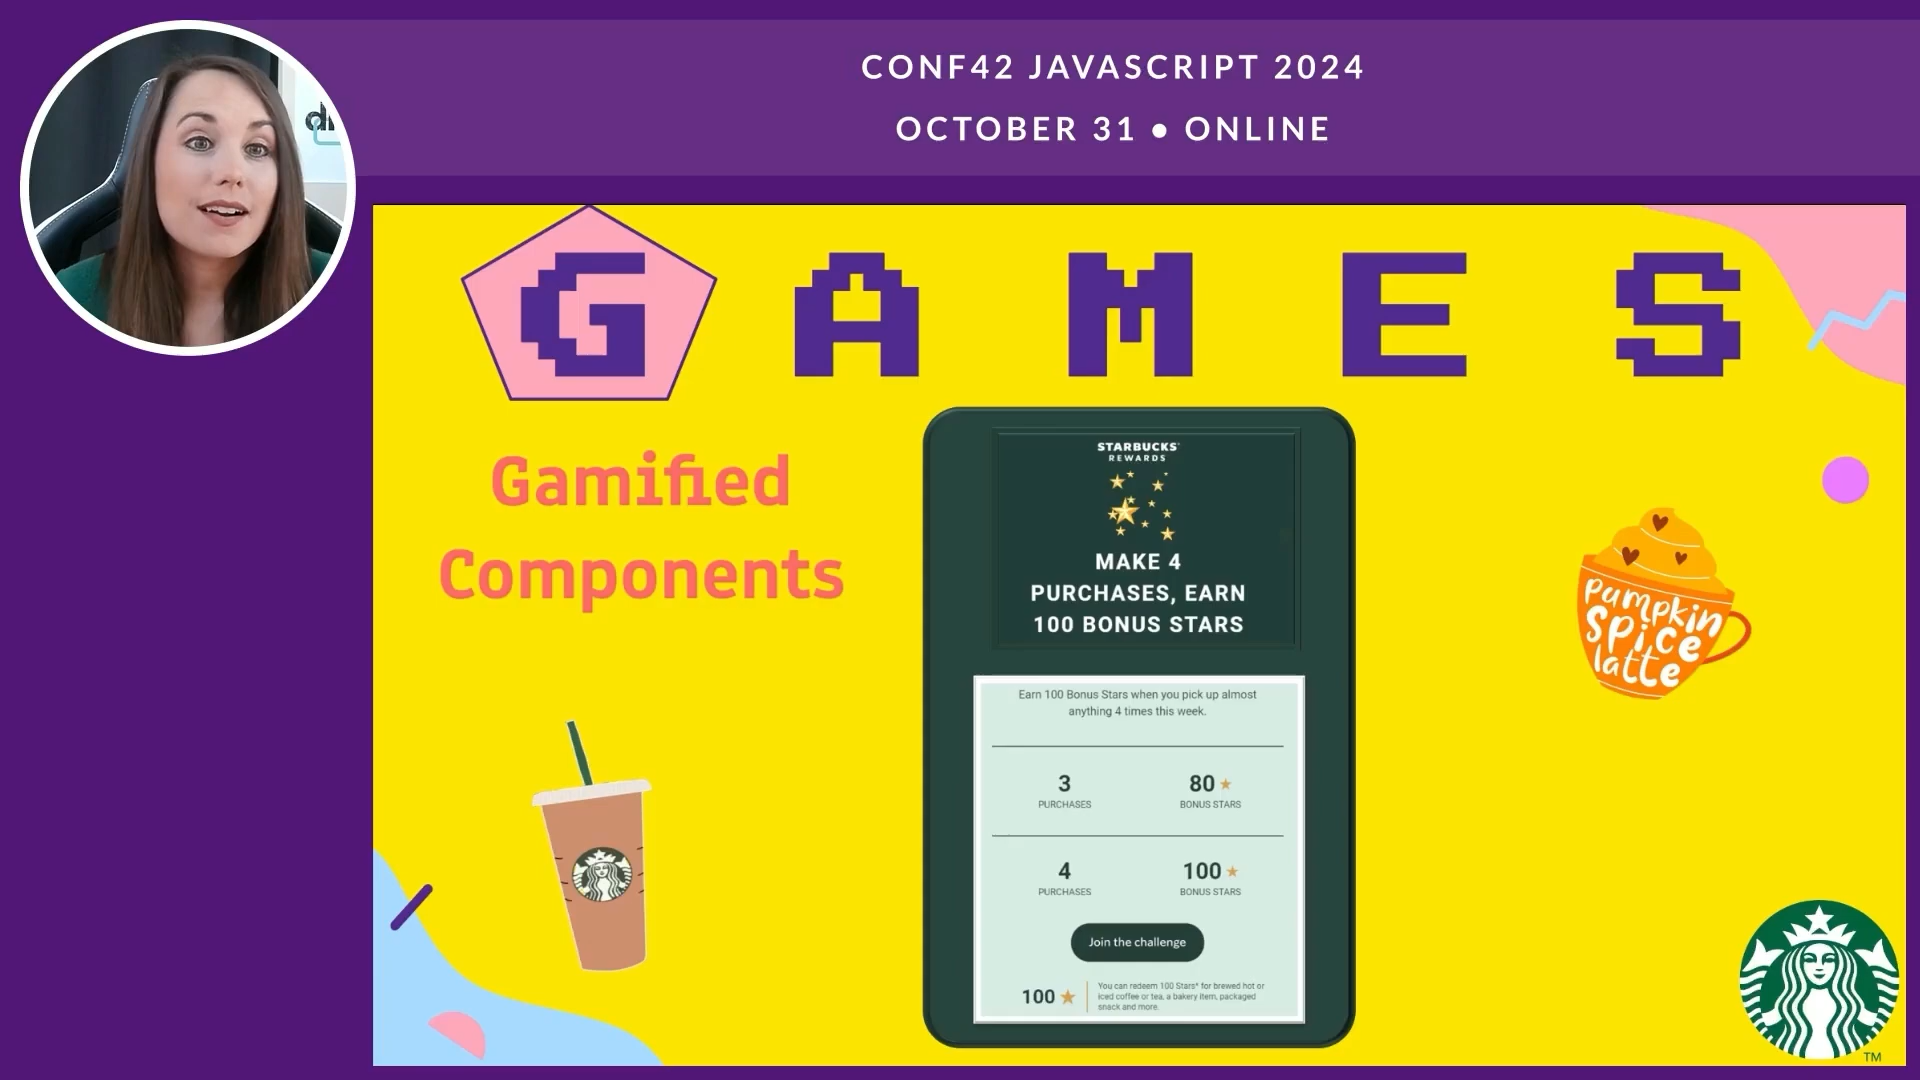 CONF42 JAVASCRIPT 2024
OCTOBER 31 • ONLINE
G A M E S
Gamified
Components
STARBUCKS®
REWARDS
MAKE 4
PURCHASES, EARN
100 BONUS STARS
Earn 100 Bonus Stars when you pick up almost
anything 4 times this week.
3 80
PURCHASES BONUS STARS
4 100
PURCHASES BONUS STARS
Join the challenge
100
You can redeem 100 Stars* for brewed hot or
iced coffee or tea, a bakery item, packaged
snack and more.
Pumpkin
Spice
latte
TM